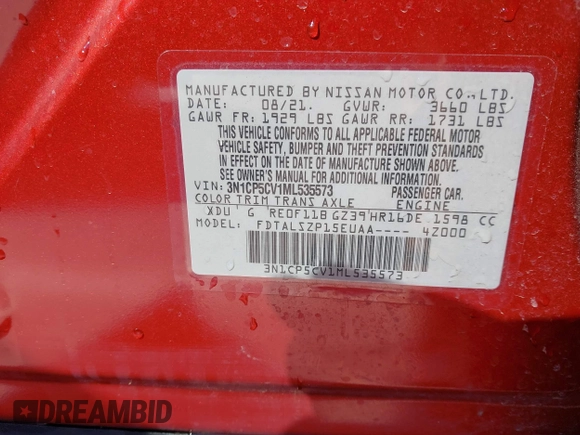 MANUFACTURED BY NISSAN MOTOR CO., LTD.
DATE: 08/21. GVWR: 3660 LBS
GAWR FR: 1929 LBS GAWR RR: 1731 LBS
THIS VEHICLE CONFORMS TO ALL APPLICABLE FEDERAL MOTOR
VEHICLE SAFETY, BUMPER AND THEFT PREVENTION STANDARDS
IN EFFECT ON THE DATE OF MANUFACTURE SHOWN ABOVE.
SEE OWNER'S MANUAL FOR ADDITIONAL INFORMATION
VIN: 3N1CP5CV1ML535573 PASSENGER CAR.
COLOR TRIM TRANS AXLE ENGINE
XDU G RE0F11B GZ39 HR16DE 1598 CC
MODEL: FDTALSZP15EUAA---- 42000
3N1CP5CV1ML535573
DREAMBID